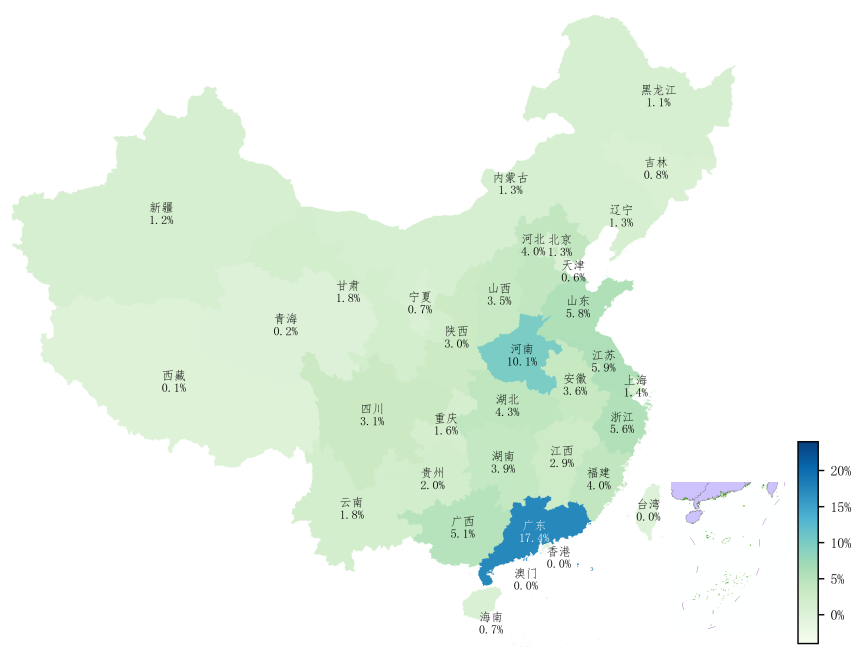 黑龙江
1.1%
吉林
0.8%
内蒙古
1.3%
新疆
1.2%
辽宁
1.3%
河北
4.0%
北京
1.3%
天津
0.6%
甘肃
1.8%
宁夏
0.7%
山西
3.5%
山东
5.8%
青海
0.2%
陕西
3.0%
河南
10.1%
江苏
5.9%
西藏
0.1%
安徽
3.6%
上海
1.4%
四川
3.1%
湖北
4.3%
重庆
1.6%
浙江
5.6%
湖南
3.9%
江西
2.9%
贵州
2.0%
福建
4.0%
云南
1.8%
广西
5.1%
广东
17.4%
台湾
0.0%
香港
0.0%
澳门
0.0%
海南
0.7%
20%
15%
10%
5%
0%